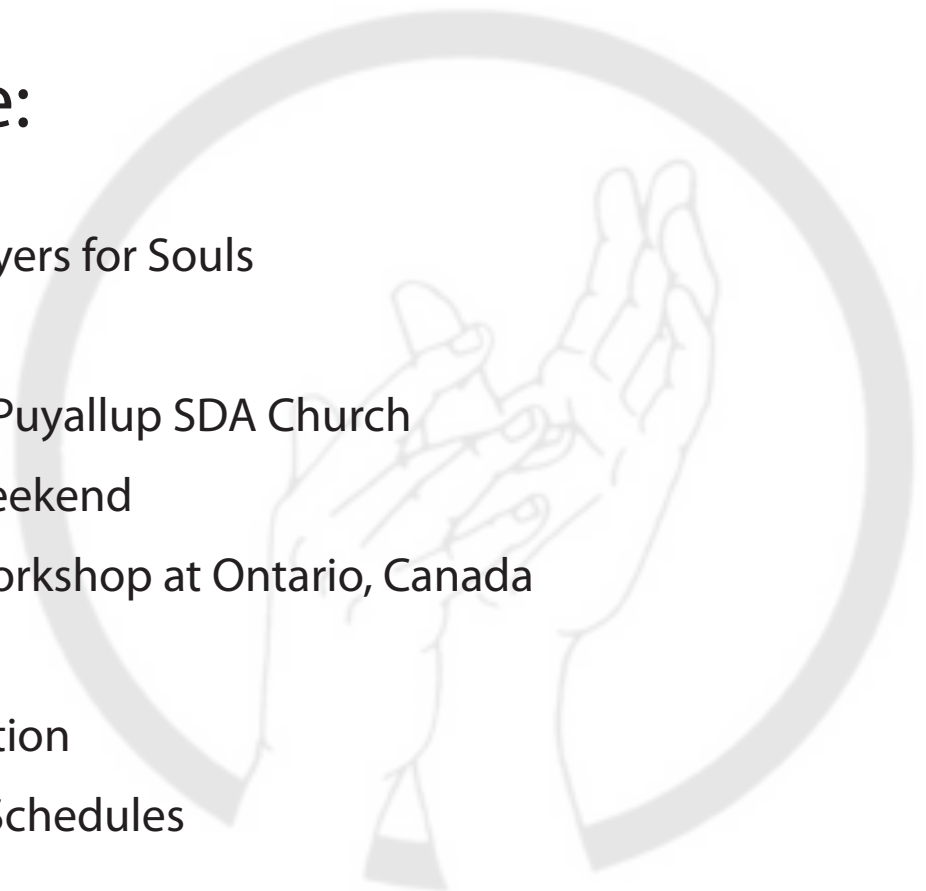 e:
yers for Souls
Puyallup SDA Church
eekend
orkshop at Ontario, Canada
tion
Schedules